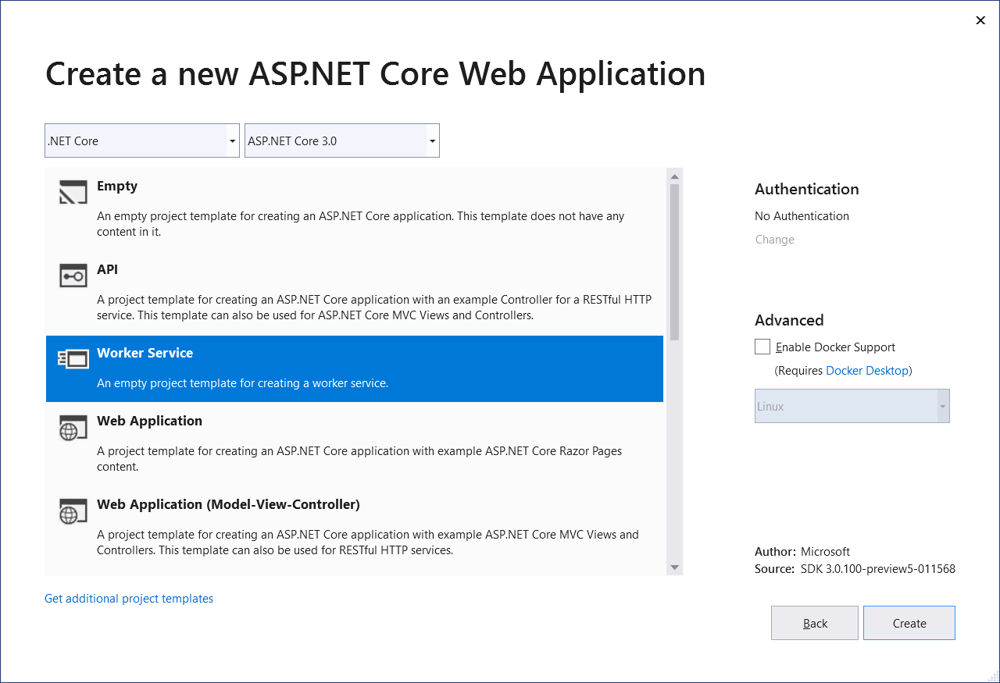 Create a new ASP.NET Core Web Application
.NET Core
ASP.NET Core 3.0
Empty
An empty project template for creating an ASP.NET Core application. This template does not have any
content in it.
API
A project template for creating an ASP.NET Core application with an example Controller for a RESTful HTTP
service. This template can also be used for ASP.NET Core MVC Views and Controllers.
Worker Service
An empty project template for creating a worker service.
Web Application
A project template for creating an ASP.NET Core application with example ASP.NET Core Razor Pages
content.
Web Application (Model-View-Controller)
A project template for creating an ASP.NET Core application with example ASP.NET Core MVC Views and
Controllers. This template can also be used for RESTful HTTP services.
Get additional project templates
Authentication
No Authentication
Change
Advanced
Enable Docker Support
(Requires Docker Desktop)
Linux
Author: Microsoft
Source: SDK 3.0.100-preview5-011568
Back
Create